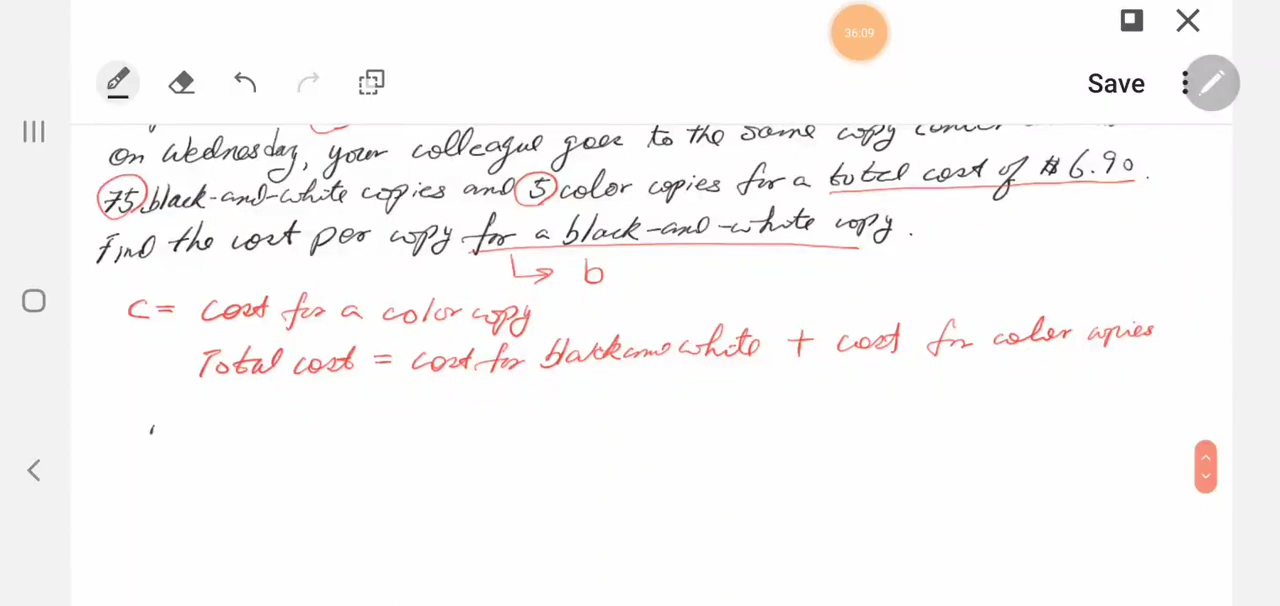 36:09
Save
On Wednesday, your colleague goes to the same copy
75 black-and-white copies and 5 color copies for a total cost of $6.90.
Find the cost per copy for a black-and-white copy.
↳ b
C = cost for a color copy
Total cost = cost for black and white + cost for color copies